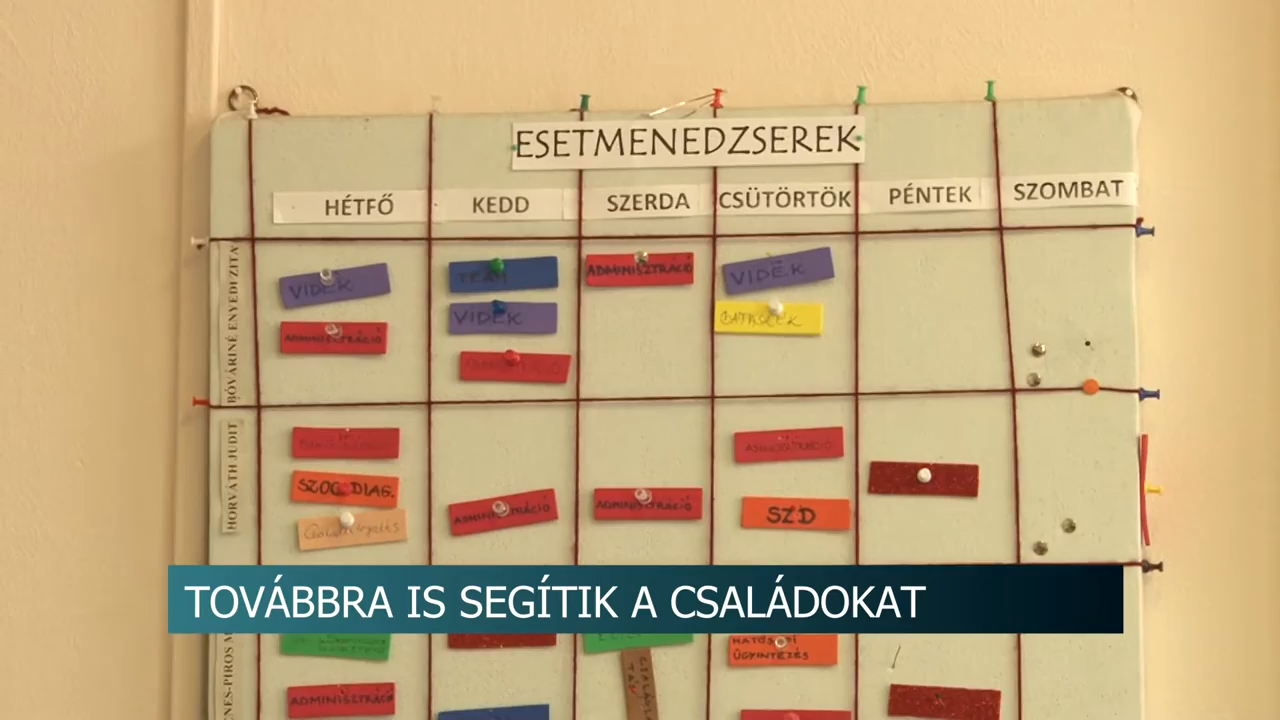 ESETMENEDZSEREK
HÉTFŐ KEDD SZERDA CSÜTÖRTÖK PÉNTEK SZOMBAT
BÓVÁRINÉ ENYEDI ZITA
VIDÉK TEAM ADMINISZTRÁCIÓ VIDÉK
ADMINISZTRÁCIÓ VIDÉK
ADMINISZTRÁCIÓ
HORVÁTH JUDIT
ADMINISZTRÁCIÓ
SZOC. DIAG. ADMINISZTRÁCIÓ ADMINISZTRÁCIÓ SZD
TOVÁBBRA IS SEGÍTIK A CSALÁDOKAT
HATÓSÁGI
ÜGYINTÉZÉS
ADMINISZTRÁCIÓ